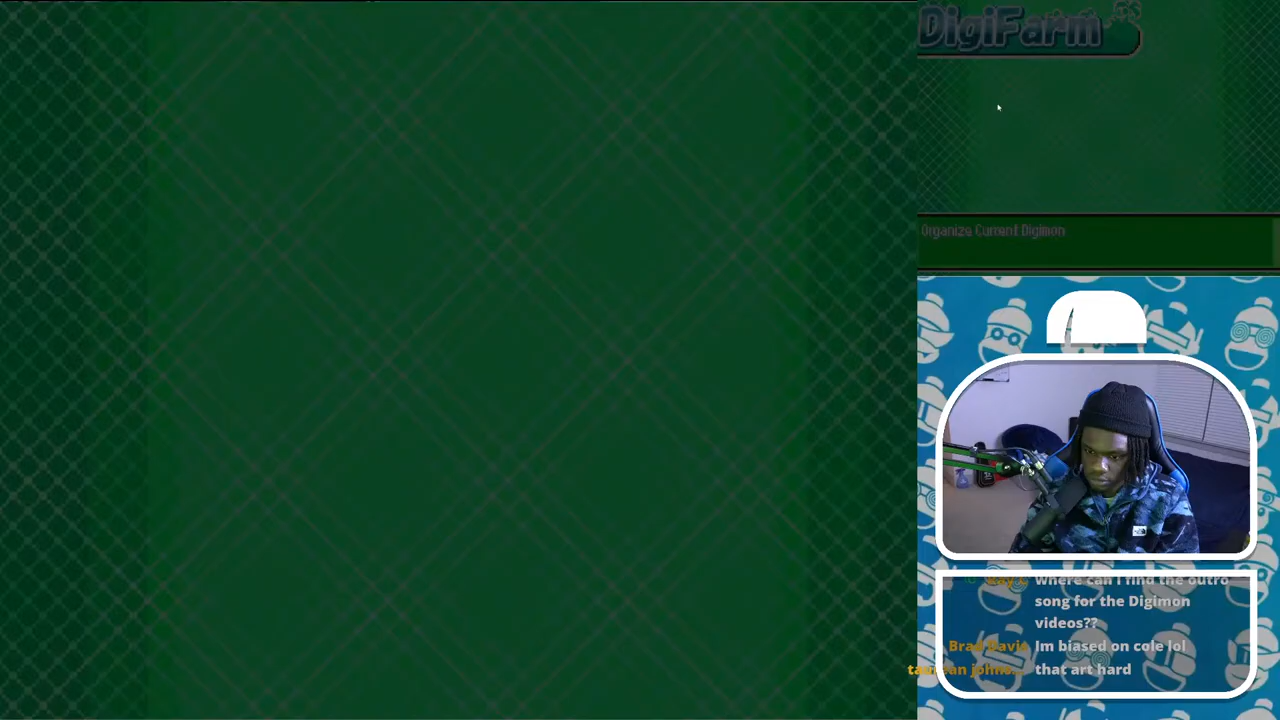 DigiFarm
Organize Current Digimon
where can i find the outro
song for the Digimon
videos??
Brad Davis Im biased on cole lol
that art hard